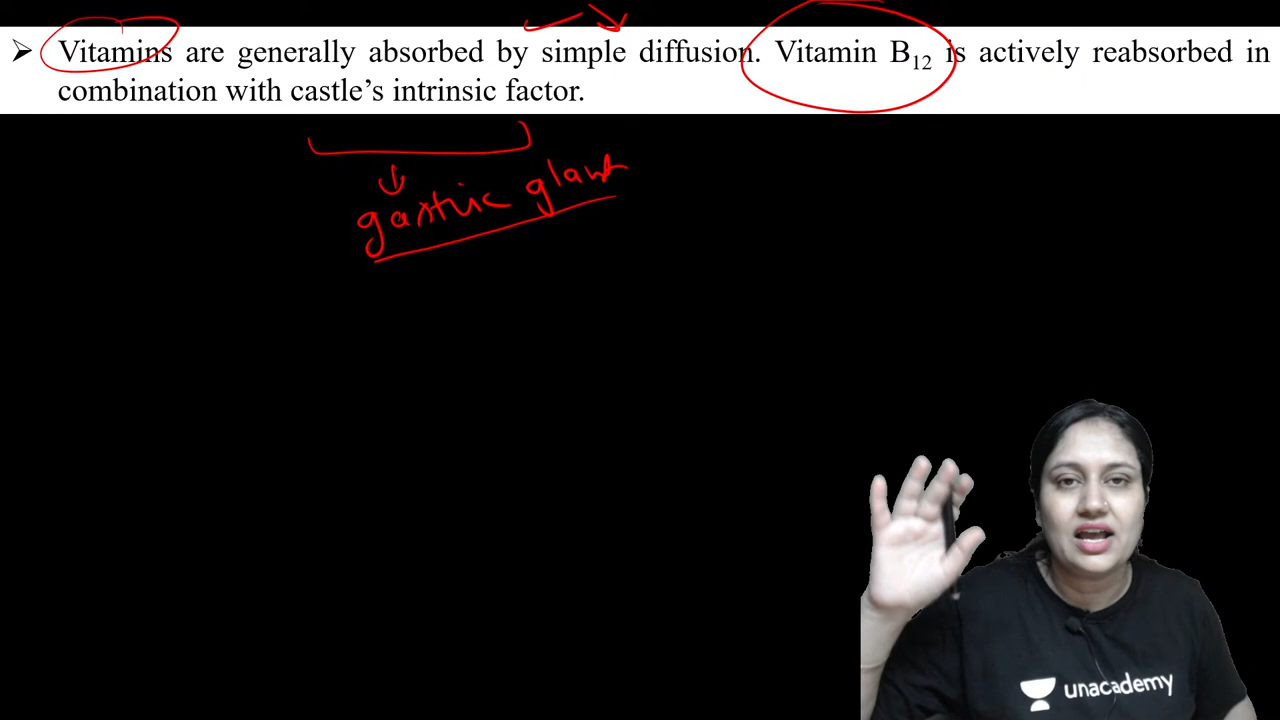 ➢ Vitamins are generally absorbed by simple diffusion. Vitamin B₁₂ is actively reabsorbed in
combination with castle’s intrinsic factor.
gastric gland
unacademy